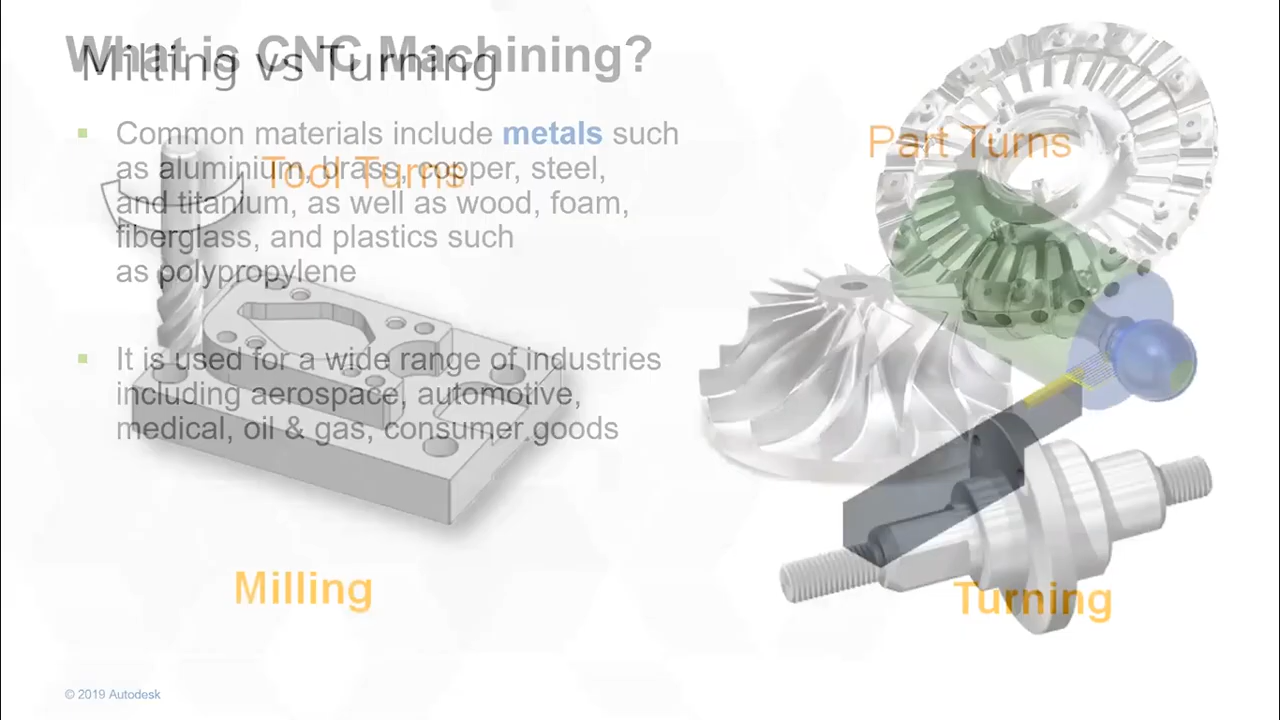 What is CNC Machining?
Milling vs Turning
Common materials include metals such
as aluminium, brass, copper, steel,
and titanium, as well as wood, foam,
fiberglass, and plastics such
as polypropylene
It is used for a wide range of industries
including aerospace, automotive,
medical, oil & gas, consumer goods
Tool Turns
Part Turns
Milling
Turning
© 2019 Autodesk